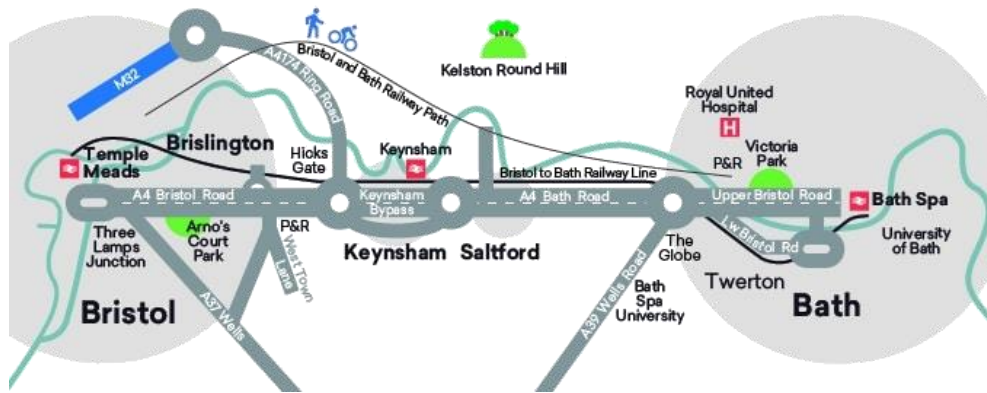 M32
A4174 Ring Road
Bristol and Bath Railway Path
Kelston Round Hill
Royal United
Hospital
H
Brislington
Temple
Meads
Hicks
Gate
Keynsham
Bristol to Bath Railway Line
P&R
Victoria
Park
A4 Bristol Road
Keynsham
Bypass
A4 Bath Road
Upper Bristol Road
Bath Spa
Three
Lamps
Junction
Arno's
Court
Park
P&R
West Town
Lane
Keynsham
Saltford
The
Globe
Lw Bristol Rd
University
of Bath
Twerton
Bristol
A37 Wells
A39 Wells Road
Bath
Spa
University
Bath